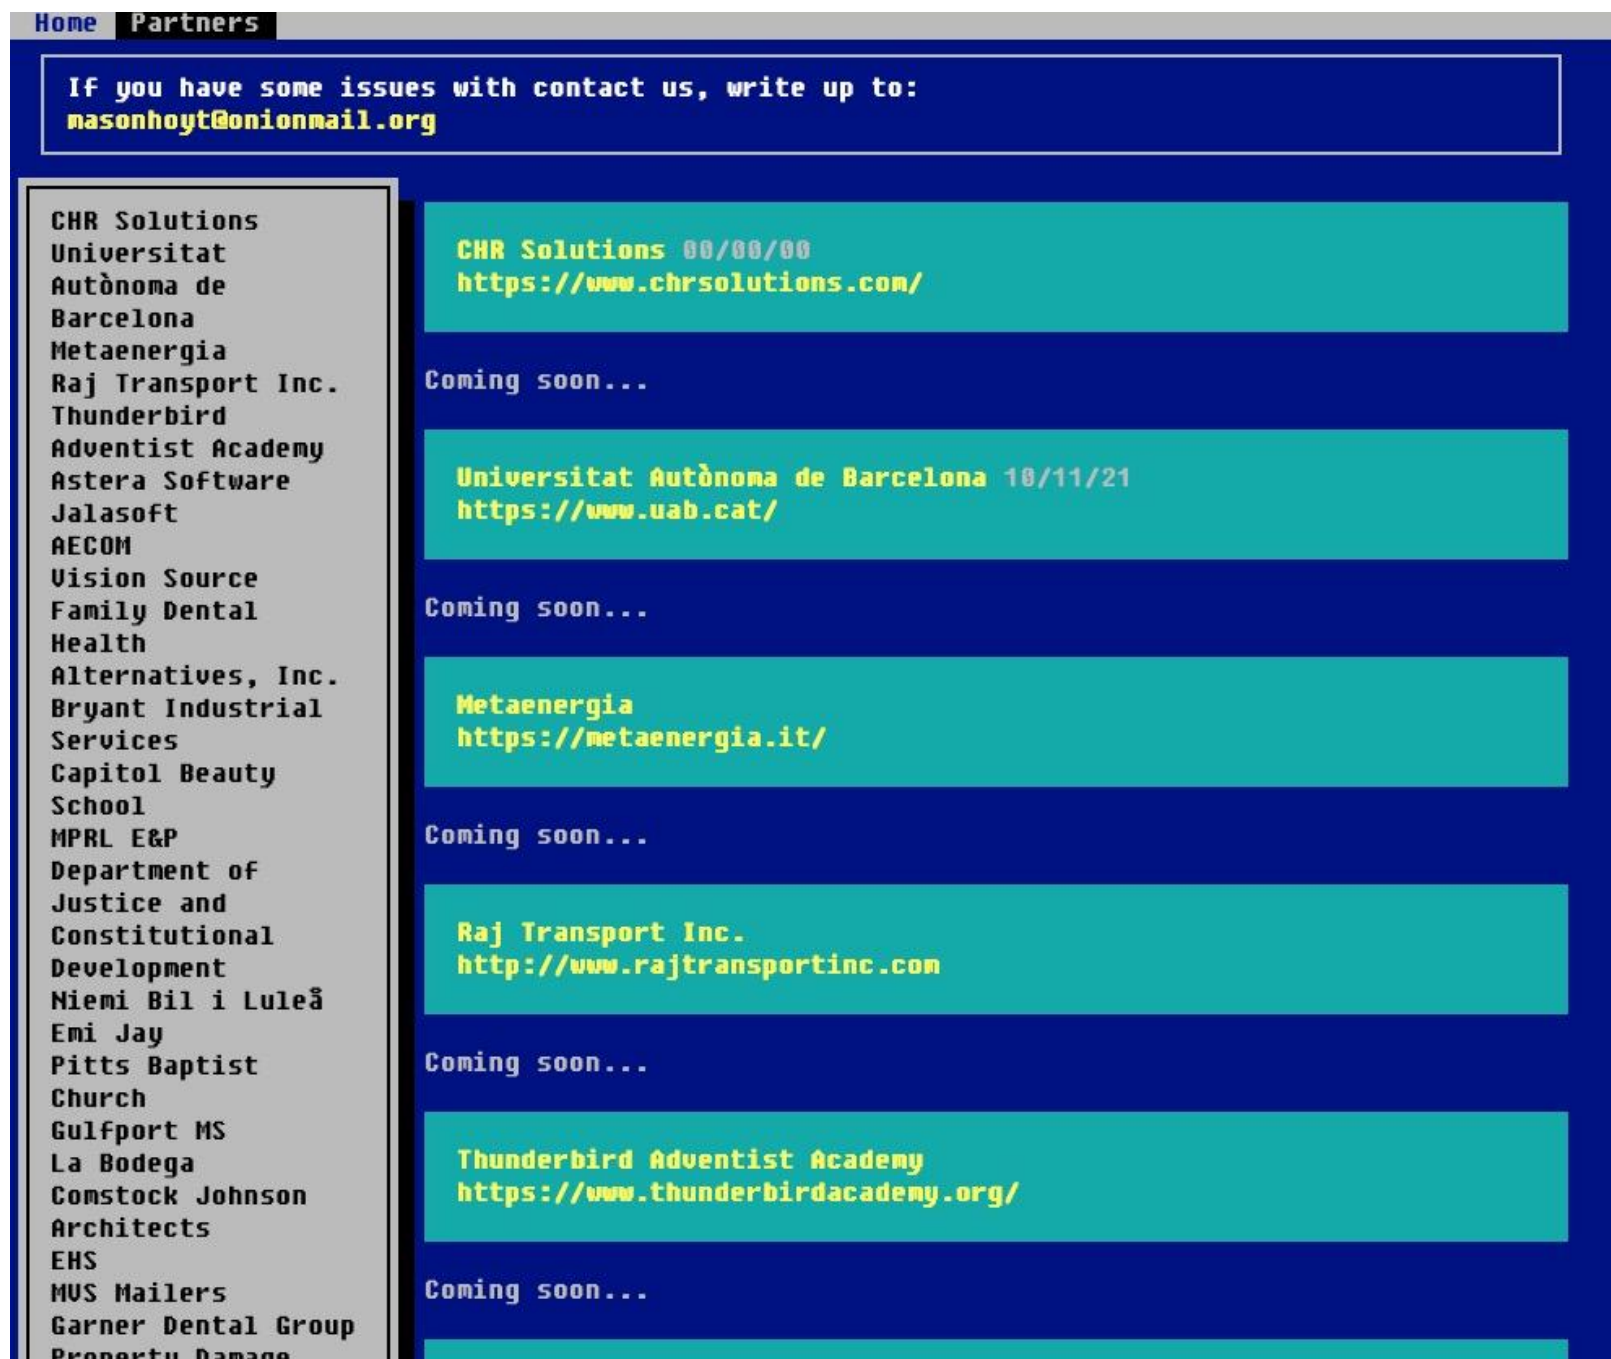 Home Partners
If you have some issues with contact us, write up to:
masonhoyt@onionmail.org
CHR Solutions
Universitat
Autònoma de
Barcelona
Metaenergia
Raj Transport Inc.
Thunderbird
Adventist Academy
Astera Software
Jalasoft
AECOM
Vision Source
Family Dental
Health
Alternatives, Inc.
Bryant Industrial
Services
Capitol Beauty
School
MPRL E&P
Department of
Justice and
Constitutional
Development
Niemi Bil i Luleå
Emi Jay
Pitts Baptist
Church
Gulfport MS
La Bodega
Comstock Johnson
Architects
EHS
MVS Mailers
Garner Dental Group
Property Damage
CHR Solutions 00/00/00
https://www.chrsolutions.com/
Coming soon...
Universitat Autònoma de Barcelona 10/11/21
https://www.uab.cat/
Coming soon...
Metaenergia
https://metaenergia.it/
Coming soon...
Raj Transport Inc.
http://www.rajtransportinc.com
Coming soon...
Thunderbird Adventist Academy
https://www.thunderbirdacademy.org/
Coming soon...